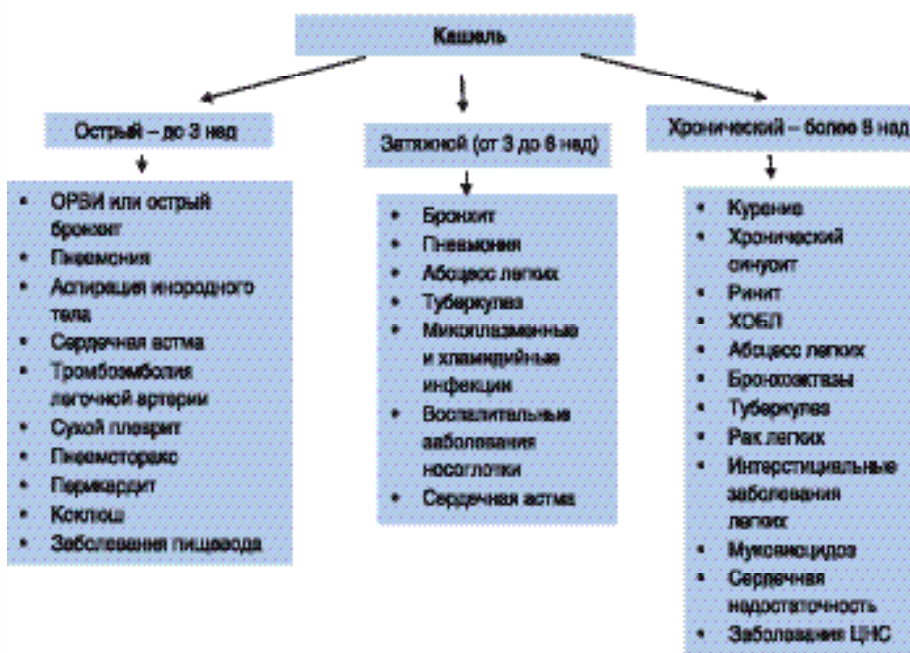 Кашель
Острый – до 3 нед
Затяжной (от 3 до 8 нед)
Хронический – более 8 нед
• ОРВИ или острый
бронхит
• Пневмония
• Аспирация инородного
тела
• Сердечная астма
• Тромбоэмболия
легочной артерии
• Сухой плеврит
• Пневмоторакс
• Перикардит
• Коклюш
• Заболевания пищевода
• Бронхит
• Пневмония
• Абсцесс легких
• Туберкулез
• Микоплазменные
и хламидийные
инфекции
• Воспалительные
заболевания
носоглотки
• Сердечная астма
• Курение
• Хронический
синусит
• Ринит
• ХОБЛ
• Абсцесс легких
• Бронхоэктазы
• Туберкулез
• Рак легких
• Интерстициальные
заболевания
легких
• Муковисцидоз
• Сердечная
недостаточность
• Заболевания ЦНС